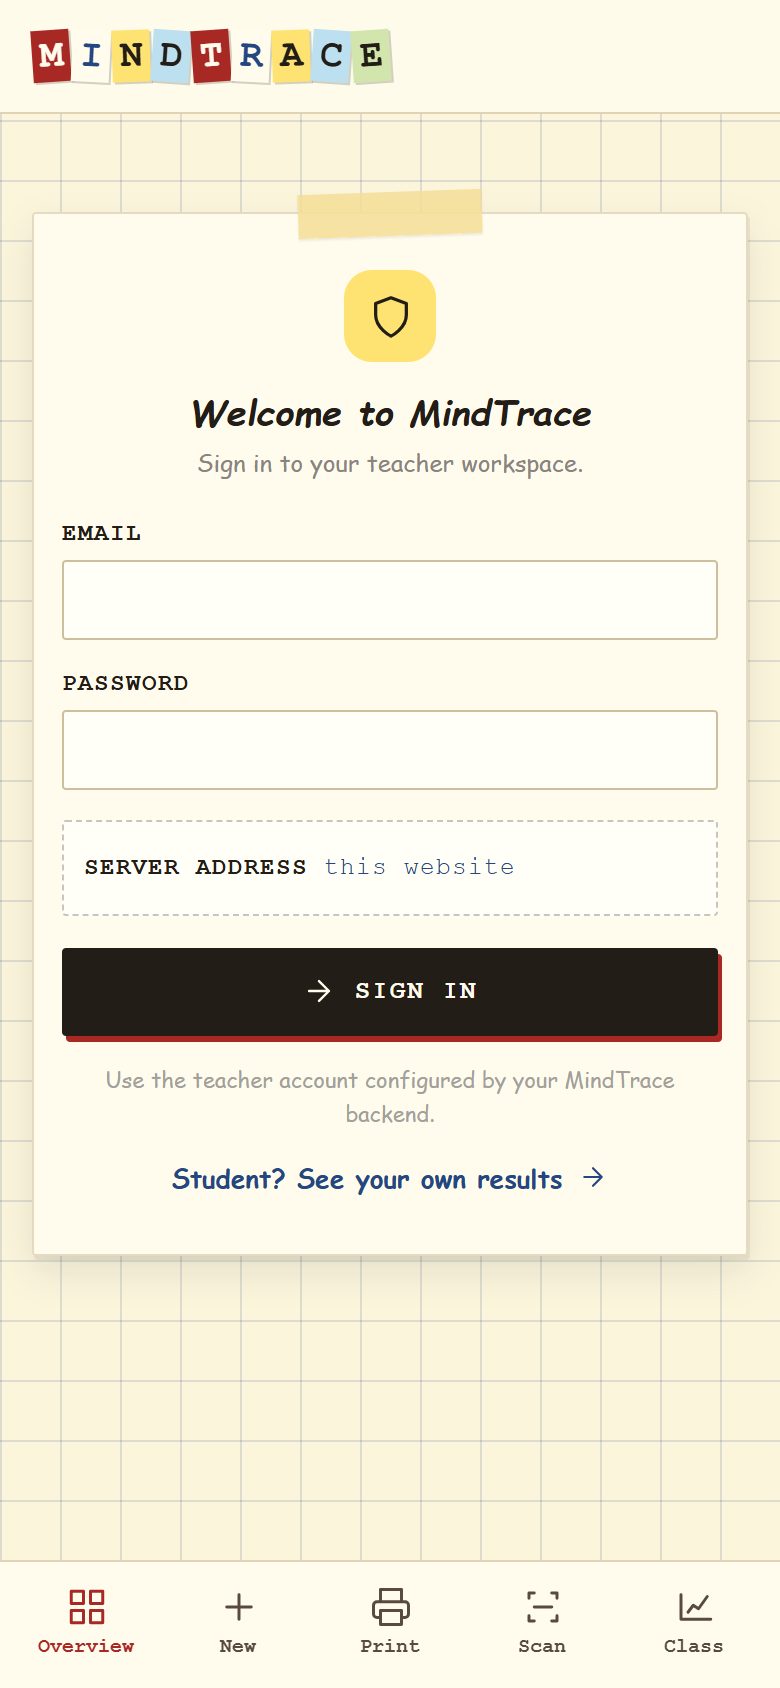 MINDTRACE
Welcome to MindTrace
Sign in to your teacher workspace.
EMAIL
PASSWORD
SERVER ADDRESS this website
SIGN IN
Use the teacher account configured by your MindTrace
backend.
Student? See your own results
Overview New Print Scan Class